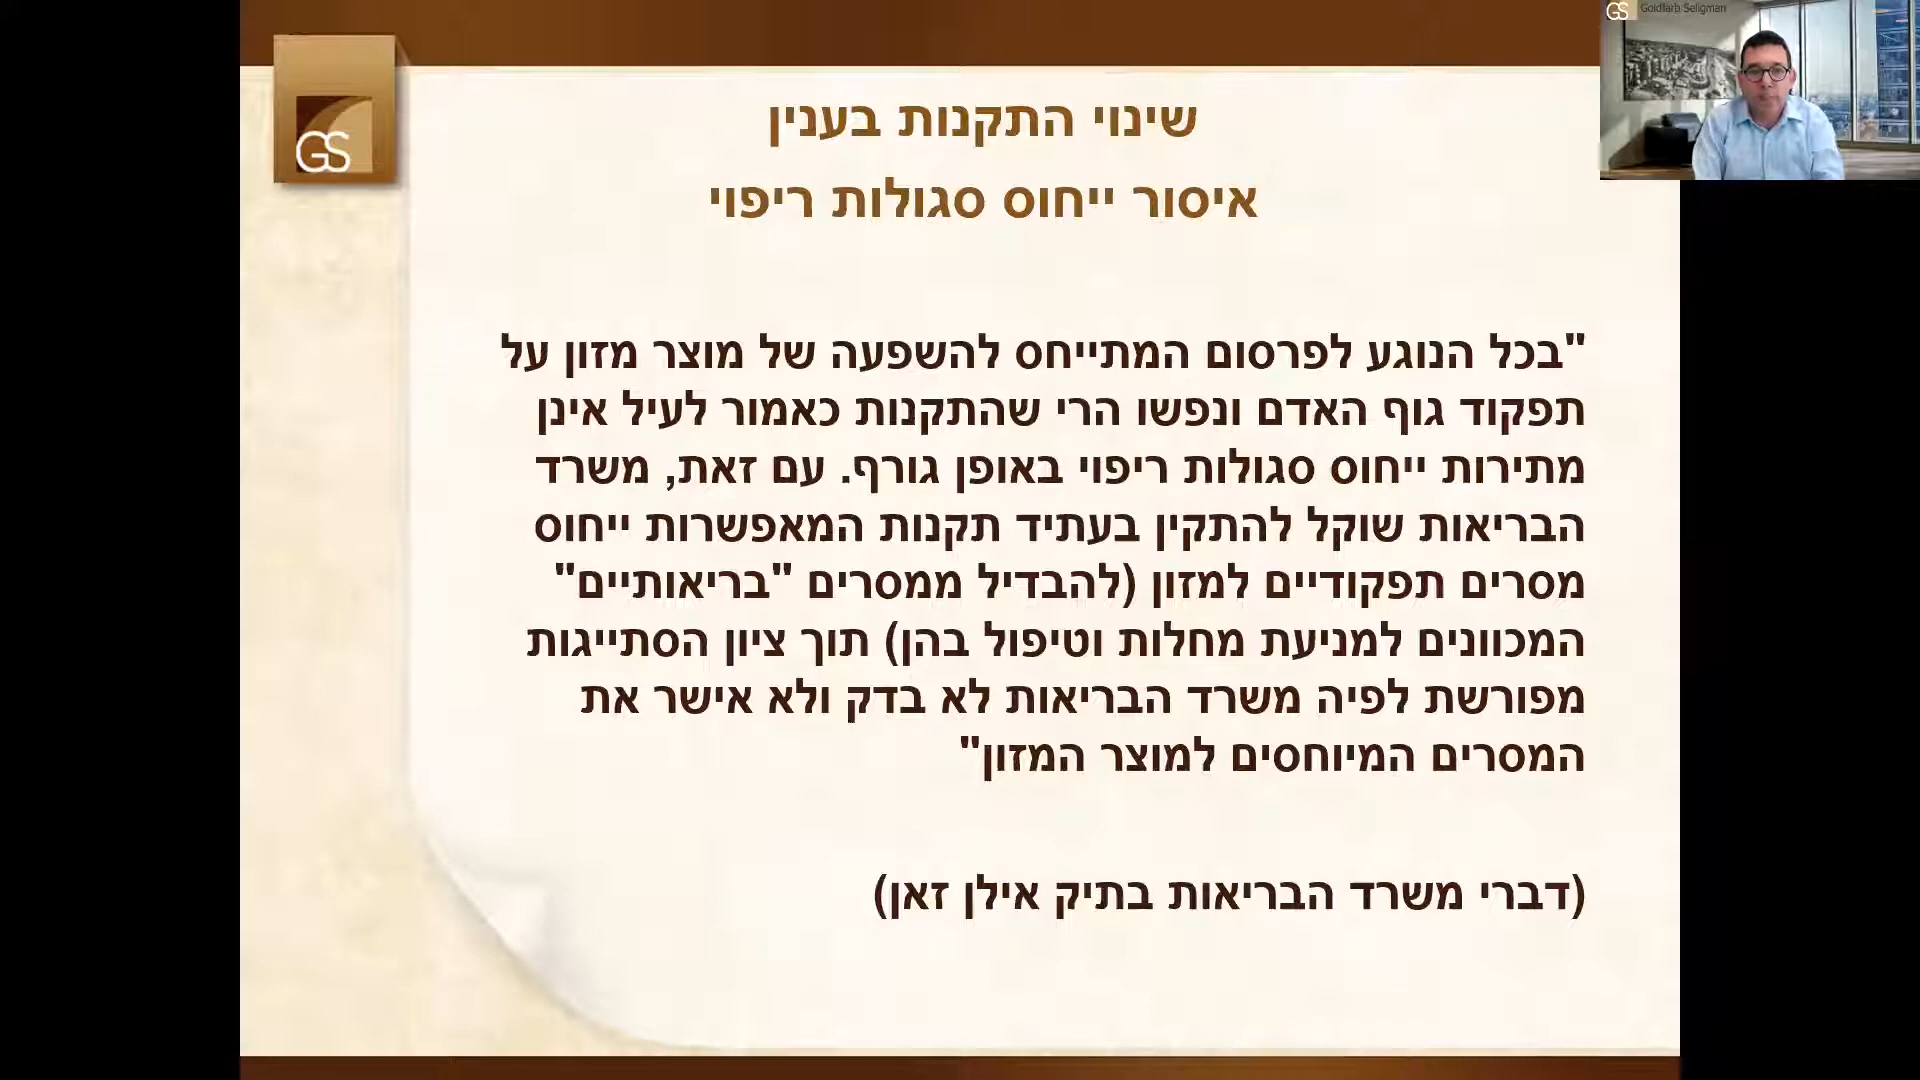 GS
Goldfarb Seligman
GS
שינוי התקנות בענין
איסור ייחוס סגולות ריפוי
"בכל הנוגע לפרסום המתייחס להשפעה של מוצר מזון על
תפקוד גוף האדם ונפשו הרי שהתקנות כאמור לעיל אינן
מתירות ייחוס סגולות ריפוי באופן גורף. עם זאת, משרד
הבריאות שוקל להתקין בעתיד תקנות המאפשרות ייחוס
מסרים תפקודיים למזון (להבדיל ממסרים "בריאותיים"
המכוונים למניעת מחלות וטיפול בהן) תוך ציון הסתייגות
מפורשת לפיה משרד הבריאות לא בדק ולא אישר את
המסרים המיוחסים למוצר המזון"
(דברי משרד הבריאות בתיק אילן זאן)